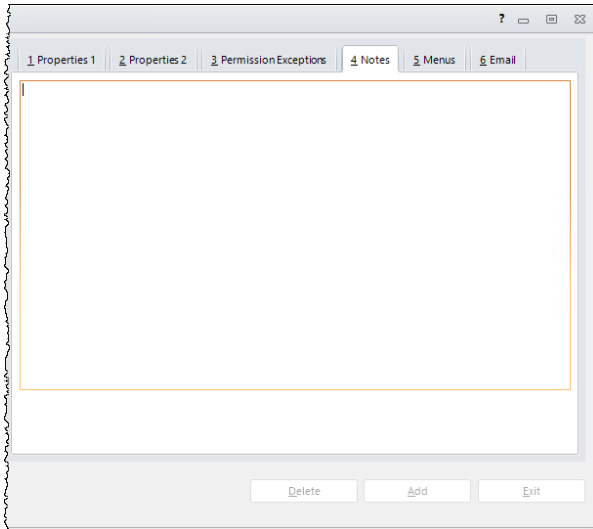 ?
1 Properties 1 2 Properties 2 3 Permission Exceptions 4 Notes 5 Menus 6 Email
Delete Add Exit